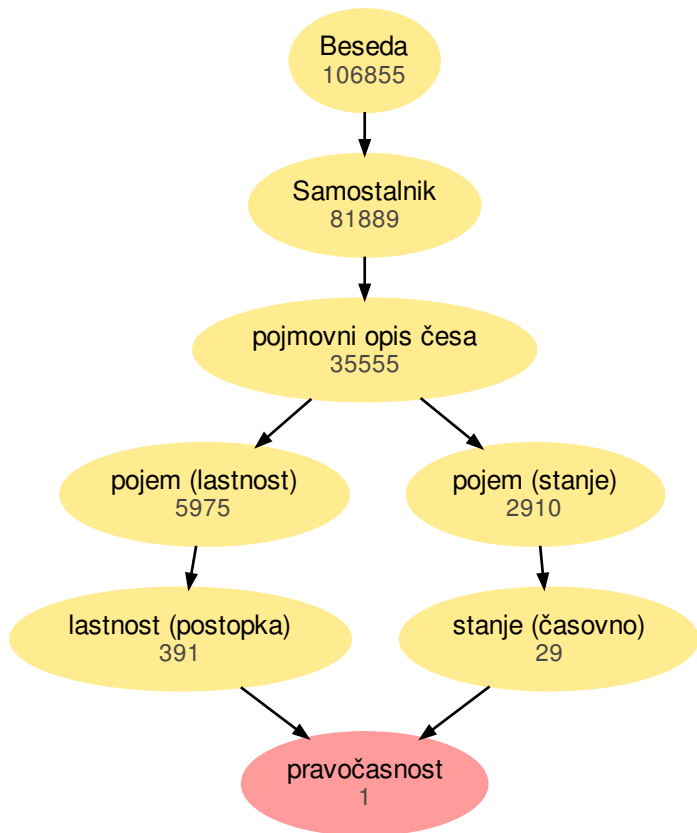 Beseda
106855
Samostalnik
81889
pojmovni opis česa
35555
pojem (lastnost)
5975
pojem (stanje)
2910
lastnost (postopka)
391
stanje (časovno)
29
pravočasnost
1